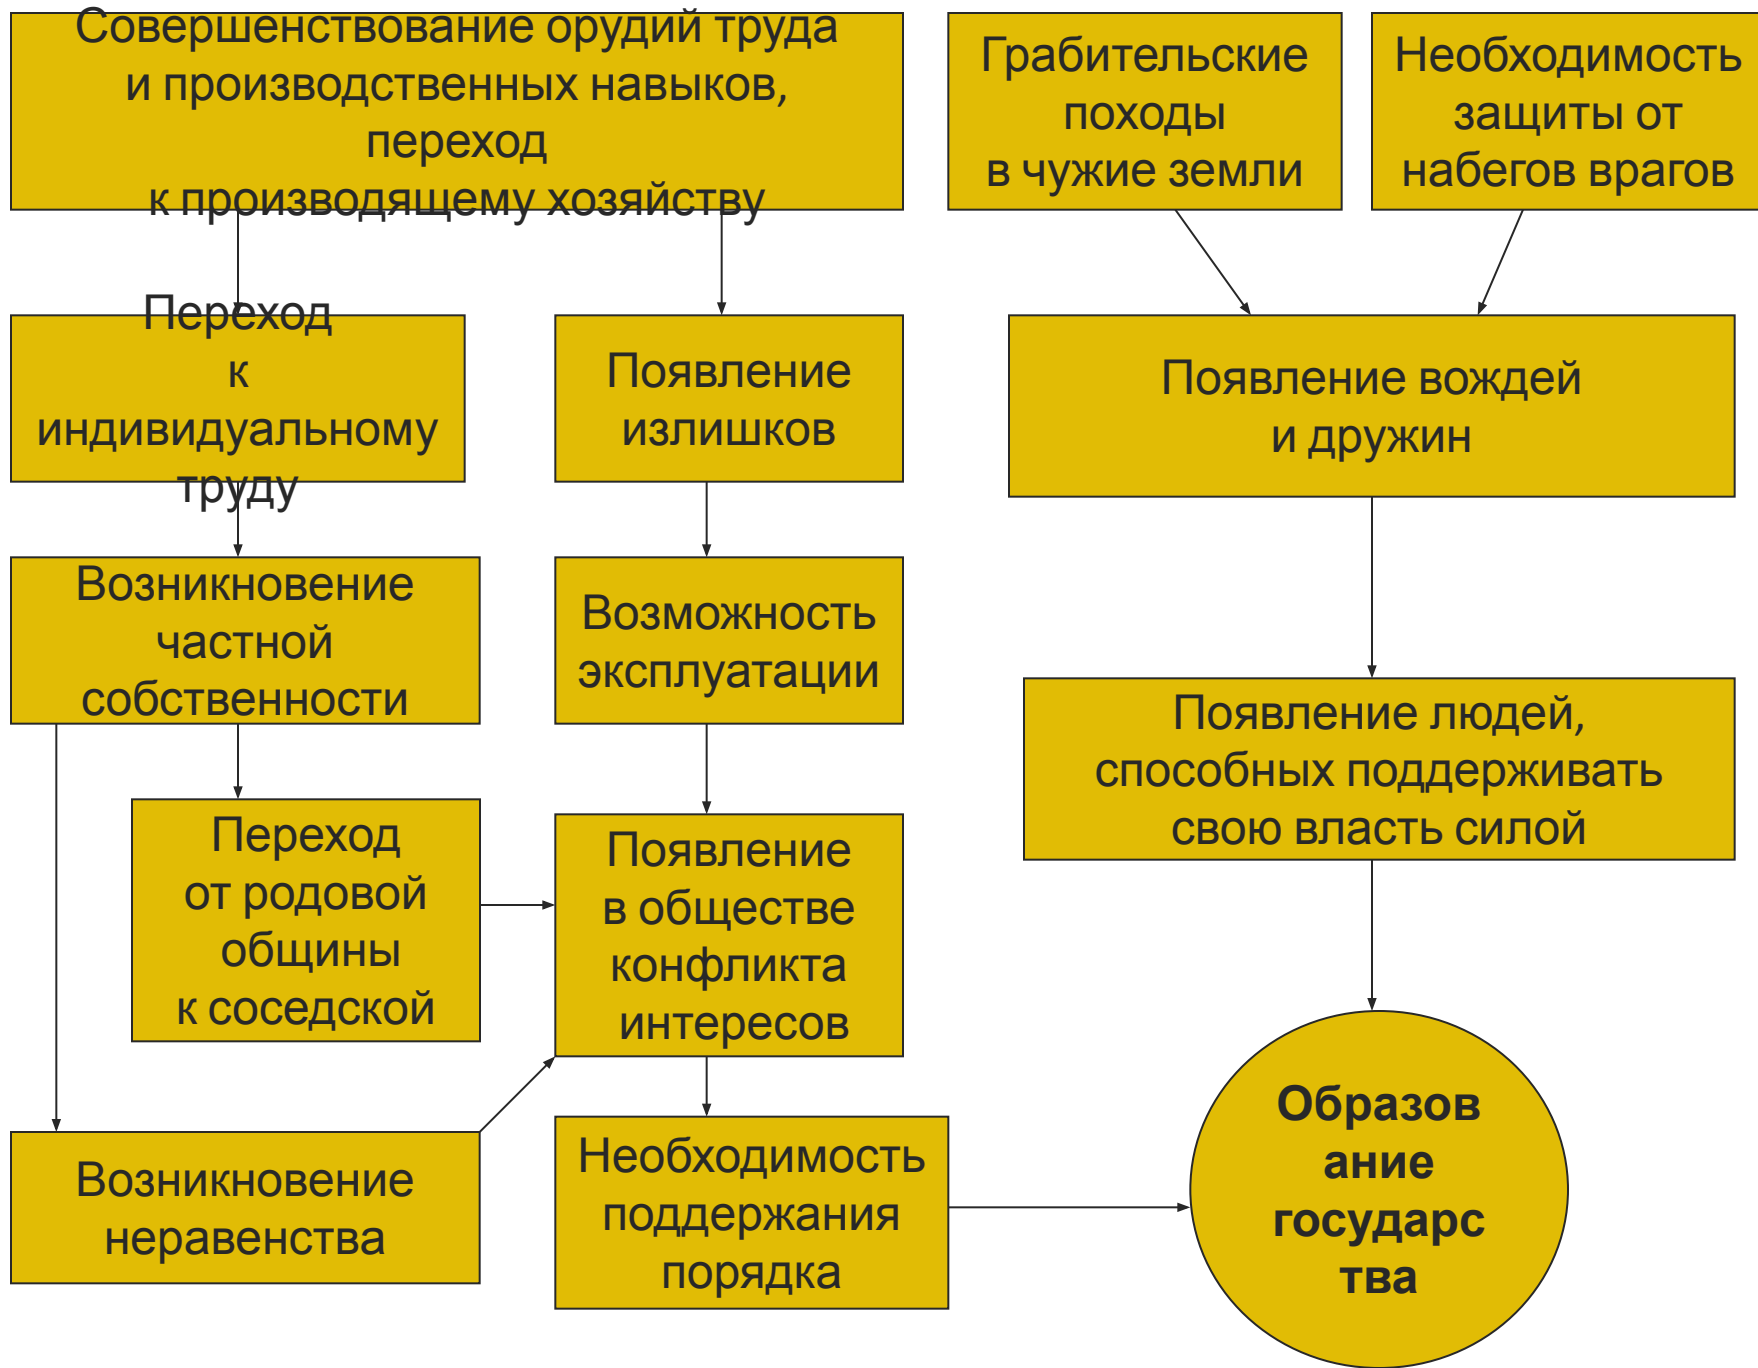 Совершенствование орудий труда
и производственных навыков,
переход
к производящему хозяйству
Грабительские
походы
в чужие земли
Необходимость
защиты от
набегов врагов
Переход
к
индивидуальному
труду
Появление
излишков
Появление вождей
и дружин
Возникновение
частной
собственности
Возможность
эксплуатации
Появление людей,
способных поддерживать
свою власть силой
Переход
от родовой
общины
к соседской
Появление
в обществе
конфликта
интересов
Возникновение
неравенства
Необходимость
поддержания
порядка
Образов
ание
государс
тва